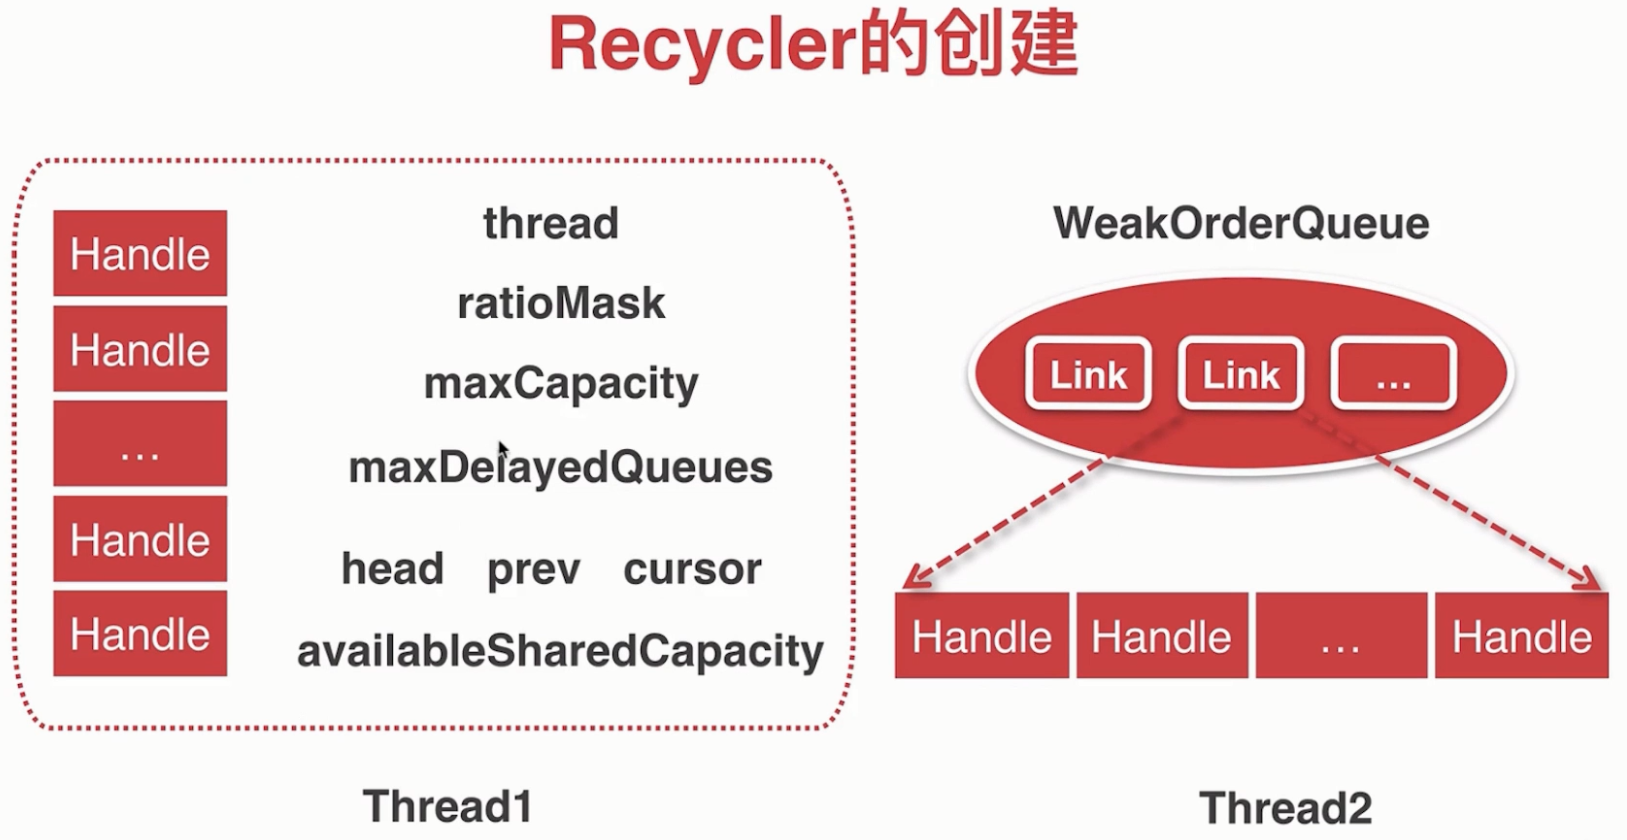 Recycler的创建
Handle
Handle
...
Handle
Handle
thread
ratioMask
maxCapacity
maxDelayedQueues
head prev cursor
availableSharedCapacity
Thread1
WeakOrderQueue
Link Link ...
Handle Handle ... Handle
Thread2